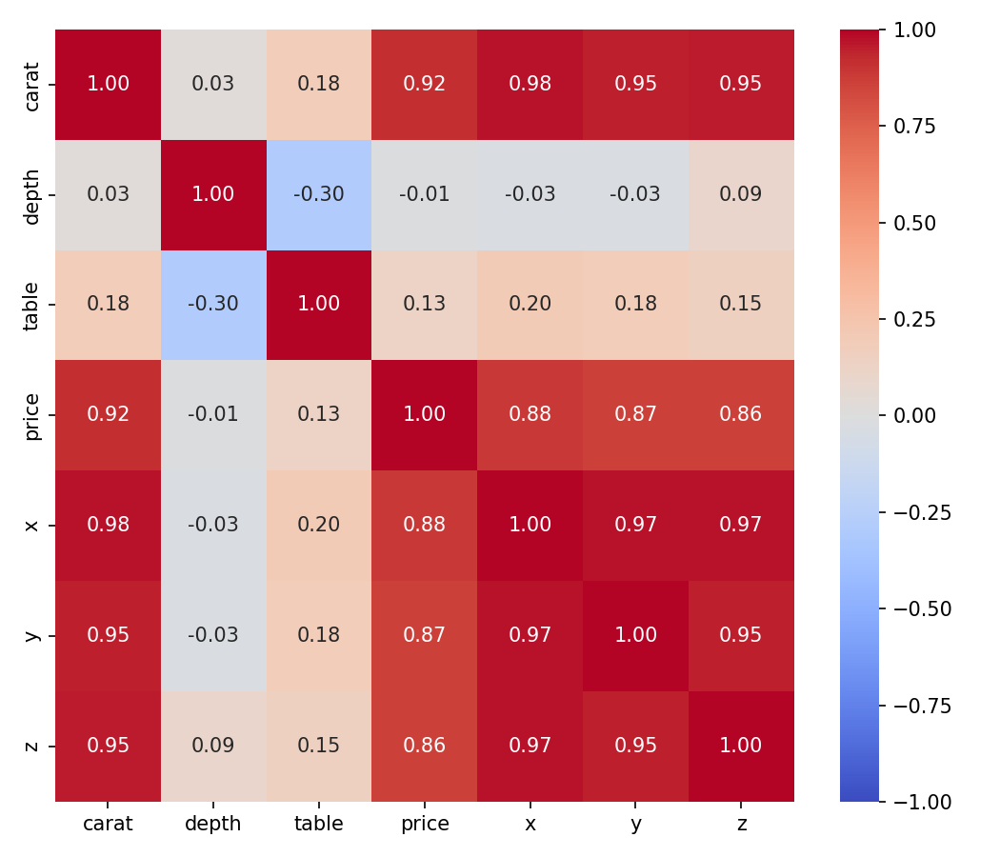 carat 1.00 0.03 0.18 0.92 0.98 0.95 0.95
depth 0.03 1.00 -0.30 -0.01 -0.03 -0.03 0.09
table 0.18 -0.30 1.00 0.13 0.20 0.18 0.15
price 0.92 -0.01 0.13 1.00 0.88 0.87 0.86
x 0.98 -0.03 0.20 0.88 1.00 0.97 0.97
y 0.95 -0.03 0.18 0.87 0.97 1.00 0.95
z 0.95 0.09 0.15 0.86 0.97 0.95 1.00
carat depth table price x y z
1.00
0.75
0.50
0.25
0.00
−0.25
−0.50
−0.75
−1.00